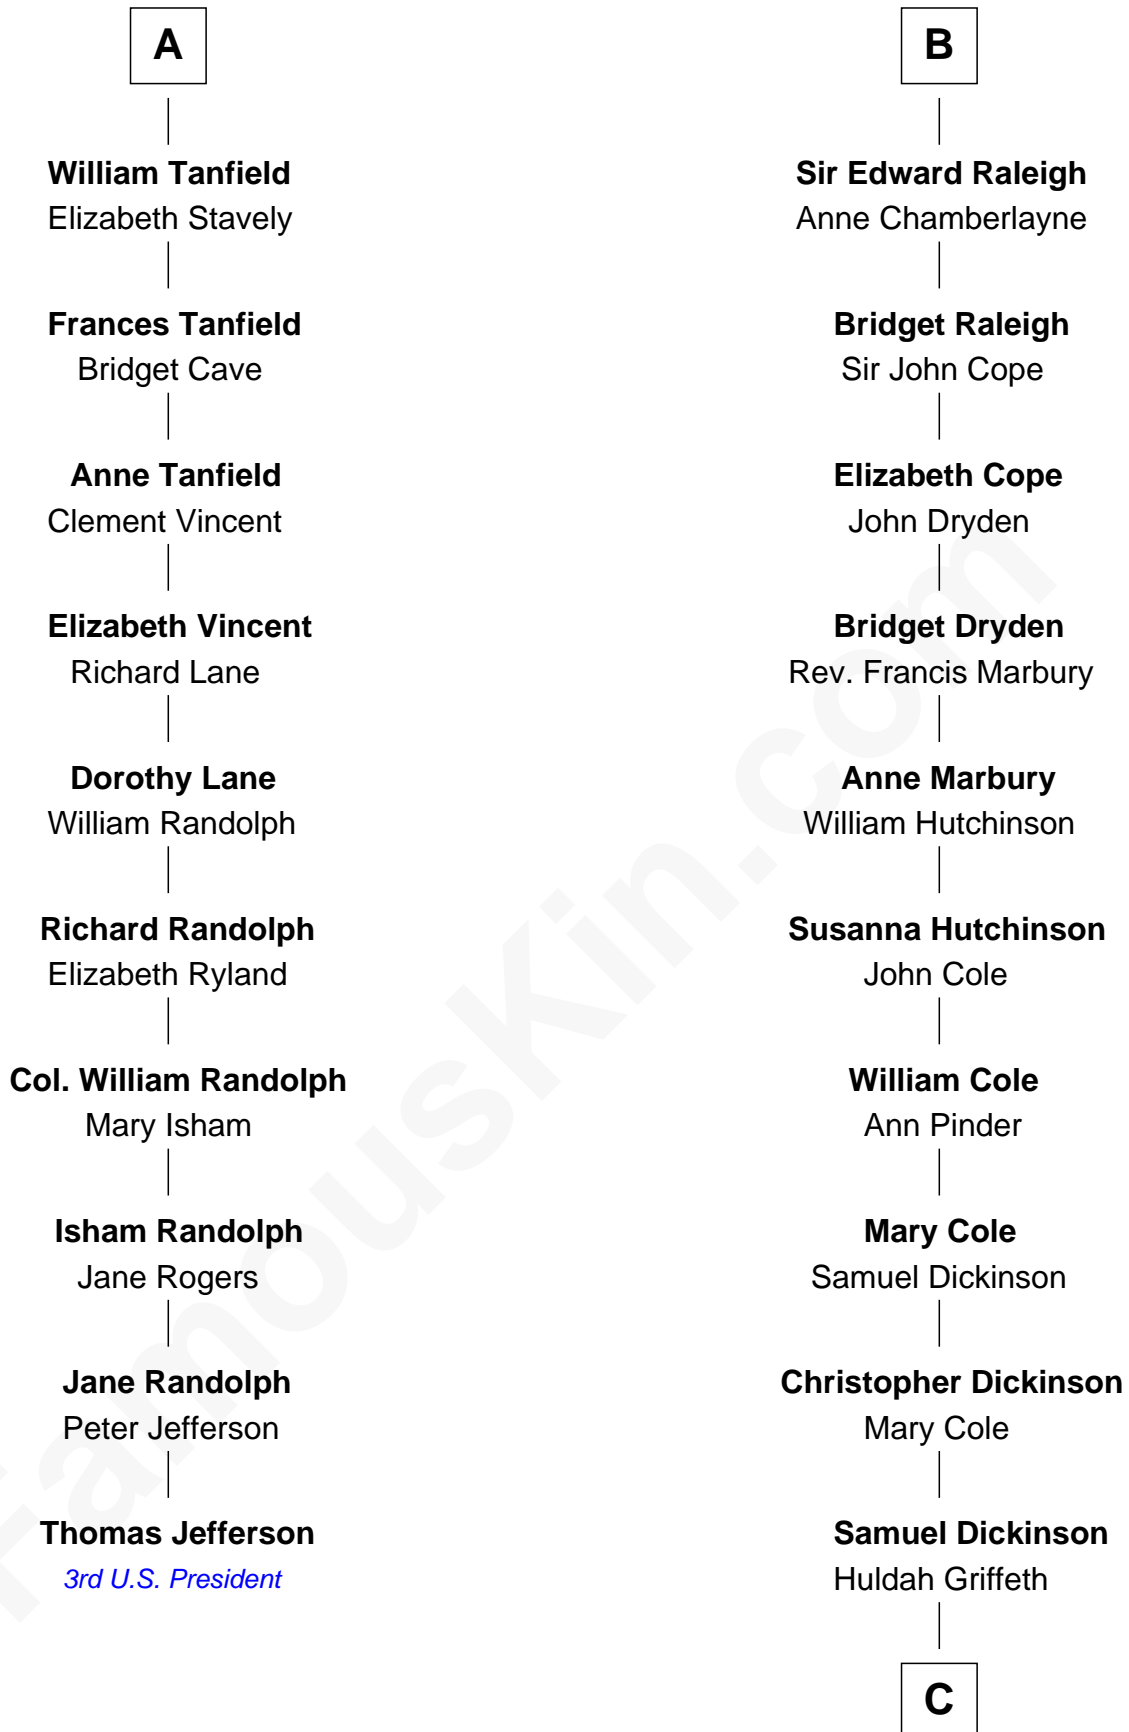 A
William Tanfield
Elizabeth Stavely
Frances Tanfield
Bridget Cave
Anne Tanfield
Clement Vincent
Elizabeth Vincent
Richard Lane
Dorothy Lane
William Randolph
Richard Randolph
Elizabeth Ryland
Col. William Randolph
Mary Isham
Isham Randolph
Jane Rogers
Jane Randolph
Peter Jefferson
Thomas Jefferson
3rd U.S. President
B
Sir Edward Raleigh
Anne Chamberlayne
Bridget Raleigh
Sir John Cope
Elizabeth Cope
John Dryden
Bridget Dryden
Rev. Francis Marbury
Anne Marbury
William Hutchinson
Susanna Hutchinson
John Cole
William Cole
Ann Pinder
Mary Cole
Samuel Dickinson
Christopher Dickinson
Mary Cole
Samuel Dickinson
Huldah Griffeth
C
FamousKin.com